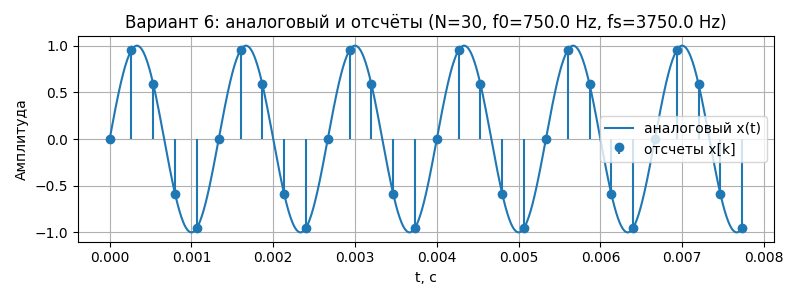 Вариант 6: аналоговый и отсчёты (N=30, f0=750.0 Hz, fs=3750.0 Hz)
Амплитуда
1.0
0.5
0.0
−0.5
−1.0
аналоговый x(t)
отсчеты x[k]
0.000 0.001 0.002 0.003 0.004 0.005 0.006 0.007 0.008
t, с